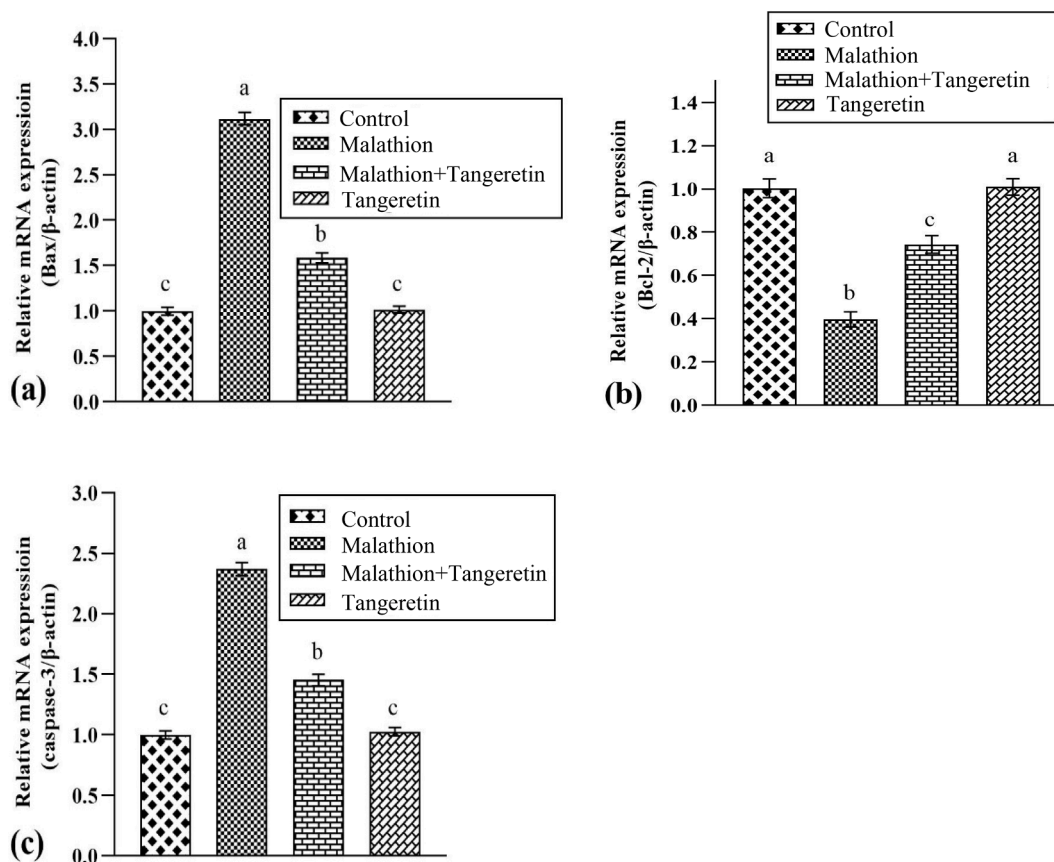 Relative mRNA expressioin
(Bax/β-actin)
4.0
3.5
3.0
2.5
2.0
1.5
1.0
0.5
0.0
c
a
b
c
Control
Malathion
Malathion+Tangeretin
Tangeretin
(a)
Relative mRNA expressioin
(Bcl-2/β-actin)
1.4
1.2
1.0
0.8
0.6
0.4
0.2
0.0
a
b
c
a
Control
Malathion
Malathion+Tangeretin
Tangeretin
(b)
Relative mRNA expressioin
(caspase-3/β-actin)
3.0
2.5
2.0
1.5
1.0
0.5
0.0
c
a
b
c
Control
Malathion
Malathion+Tangeretin
Tangeretin
(c)